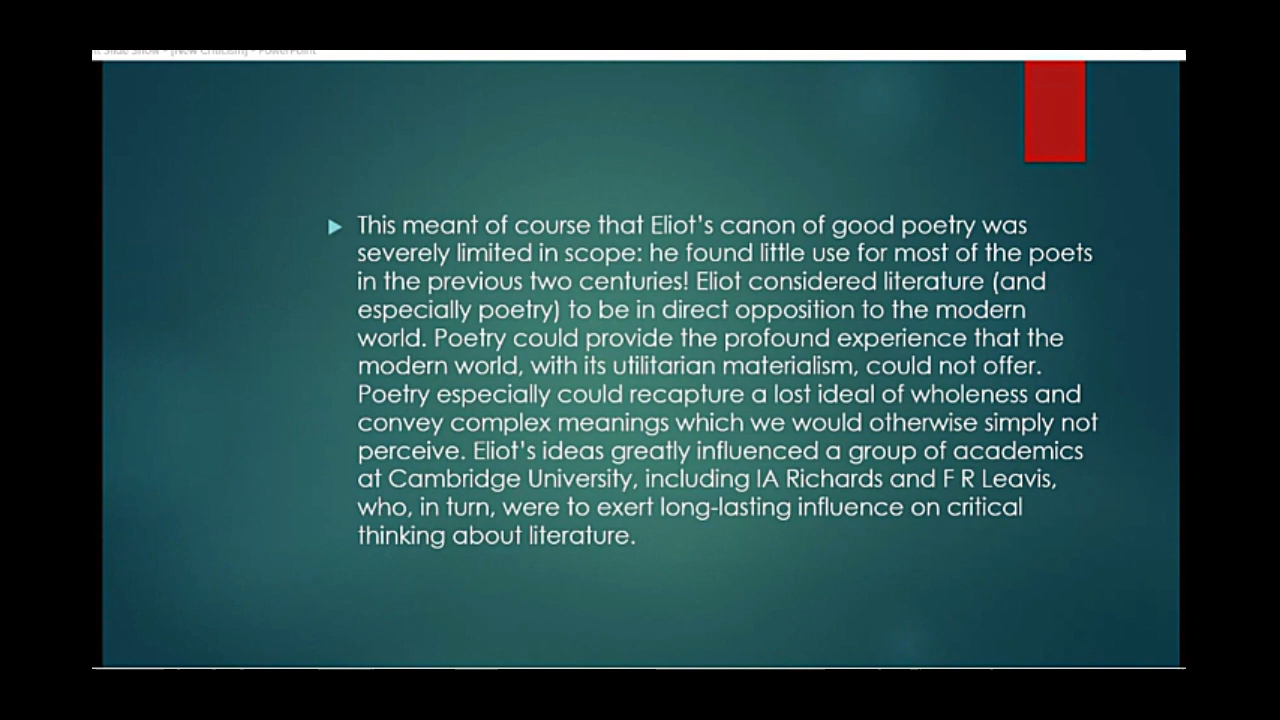 Slide Show - [New Criticism] - PowerPoint
This meant of course that Eliot's canon of good poetry was
severely limited in scope: he found little use for most of the poets
in the previous two centuries! Eliot considered literature (and
especially poetry) to be in direct opposition to the modern
world. Poetry could provide the profound experience that the
modern world, with its utilitarian materialism, could not offer.
Poetry especially could recapture a lost ideal of wholeness and
convey complex meanings which we would otherwise simply not
perceive. Eliot's ideas greatly influenced a group of academics
at Cambridge University, including IA Richards and F R Leavis,
who, in turn, were to exert long-lasting influence on critical
thinking about literature.